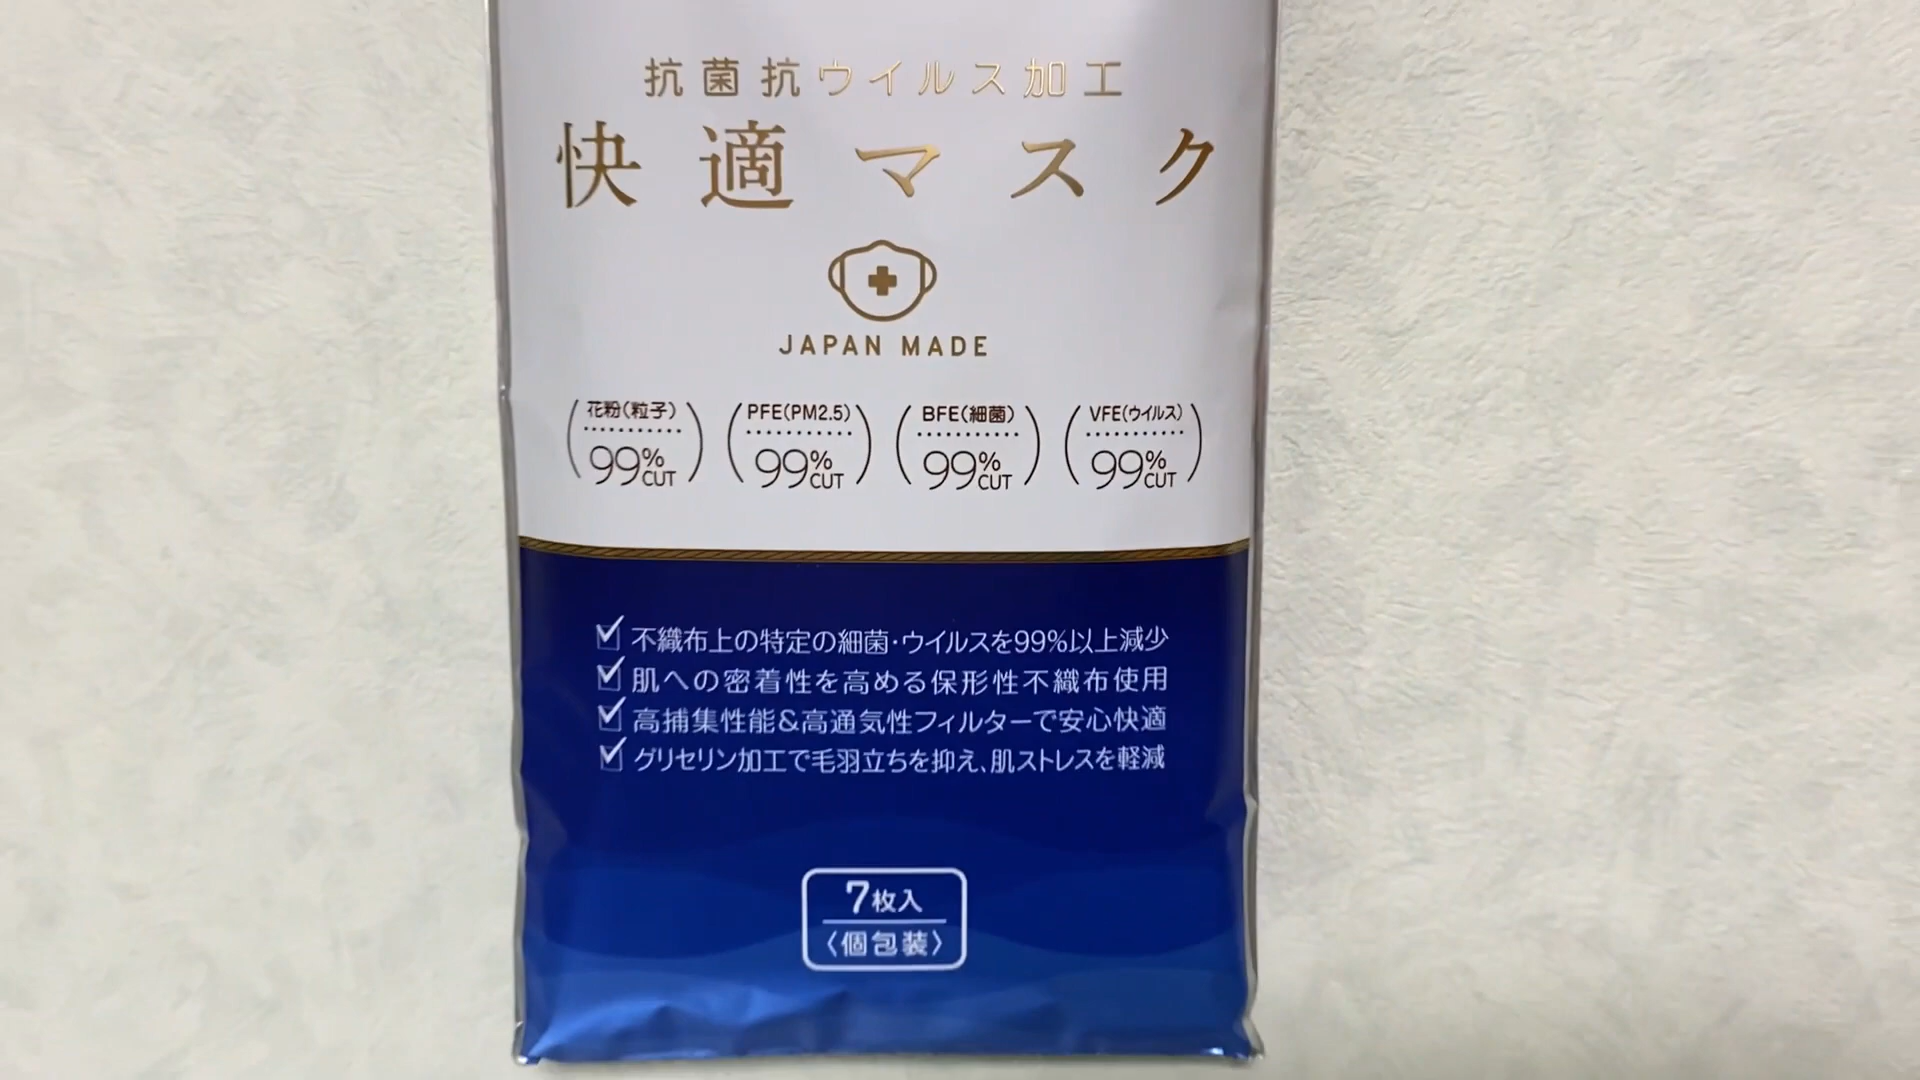 抗菌抗ウイルス加工
快適マスク
JAPAN MADE
花粉(粒子) 99%CUT
PFE(PM2.5) 99%CUT
BFE(細菌) 99%CUT
VFE(ウイルス) 99%CUT
不織布上の特定の細菌・ウイルスを99%以上減少
肌への密着性を高める保形性不織布使用
高捕集性能&高通気性フィルターで安心快適
グリセリン加工で毛羽立ちを抑え、肌ストレスを軽減
7枚入
〈個包装〉